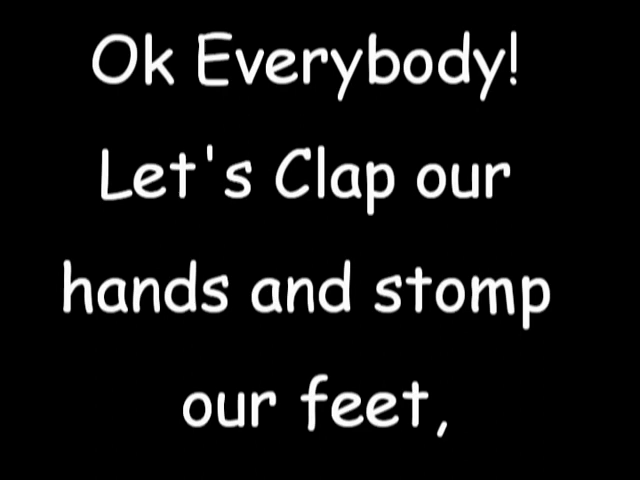 Ok Everybody!
Let's Clap our
hands and stomp
our feet,